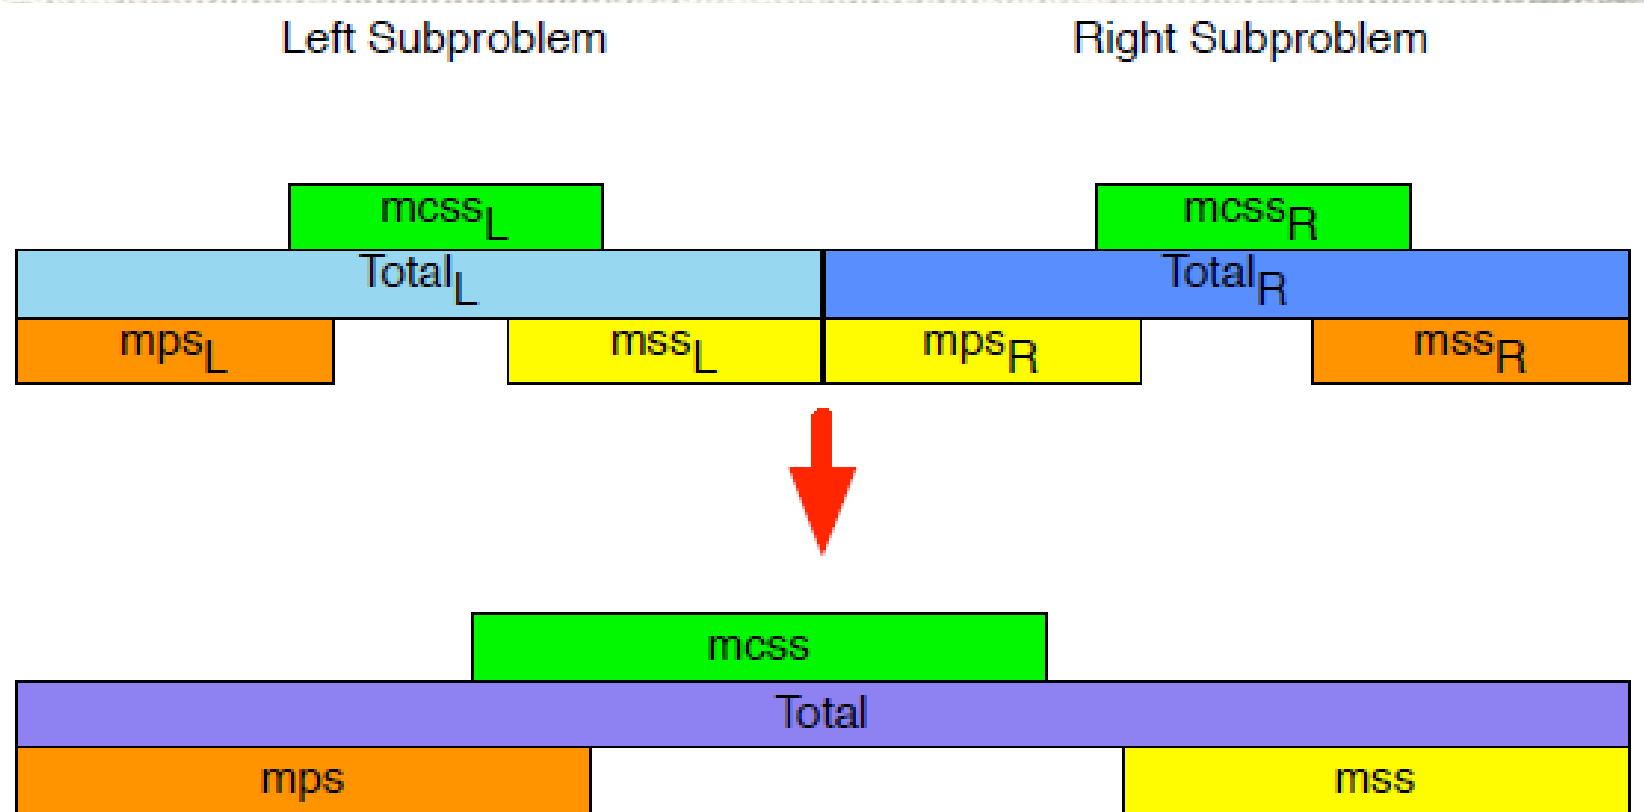 Left Subproblem Right Subproblem
mcssL mcssR
TotalL TotalR
mpsL mssL mpsR mssR
mcss
Total
mps mss